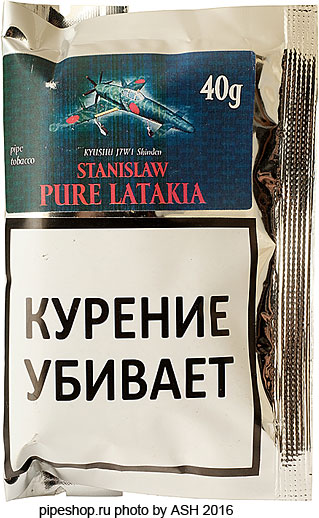 40g
pipe
tobacco
KYUSHU J7W1 Shinden
STANISLAW
PURE LATAKIA
КУРЕНИЕ
УБИВАЕТ
pipeshop.ru photo by ASH 2016